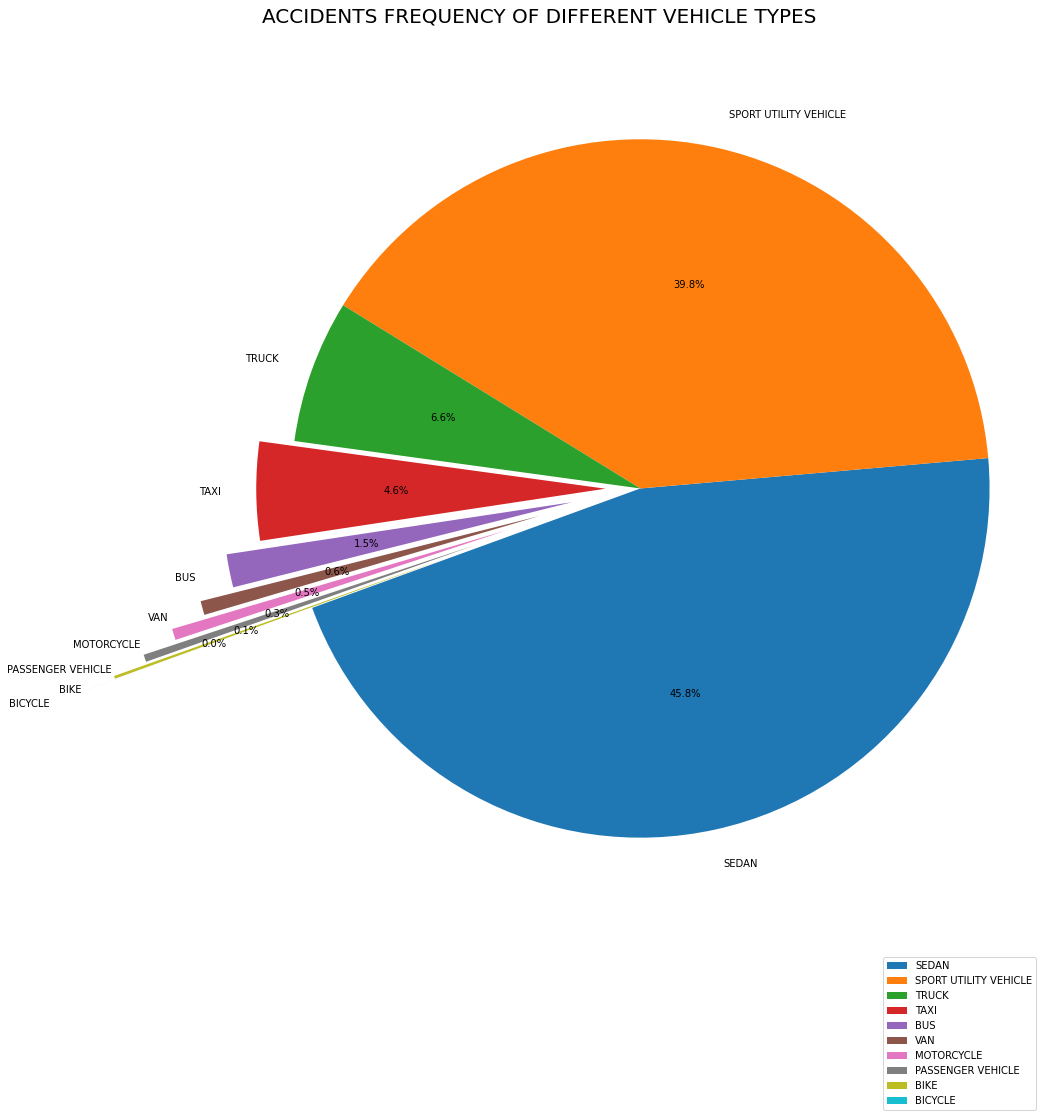 ACCIDENTS FREQUENCY OF DIFFERENT VEHICLE TYPES
SPORT UTILITY VEHICLE
39.8%
TRUCK
6.6%
TAXI
4.6%
1.5%
BUS
0.6%
0.5%
VAN
0.3%
0.1%
MOTORCYCLE
0.0%
PASSENGER VEHICLE
BIKE
BICYCLE
45.8%
SEDAN
SEDAN
SPORT UTILITY VEHICLE
TRUCK
TAXI
BUS
VAN
MOTORCYCLE
PASSENGER VEHICLE
BIKE
BICYCLE